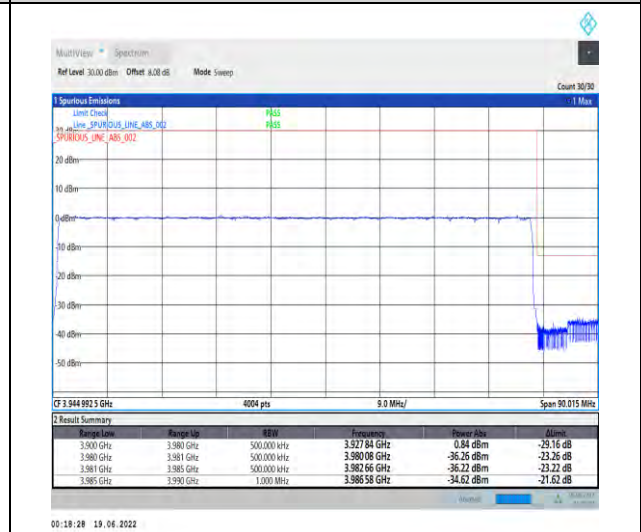 MultiView Spectrum
Ref Level 30.00 dBm Offset 8.08 dB Mode Sweep
Count 30/30
1 Spurious Emissions 1 Max
Limit Check PASS
Line _SPURIOUS_LINE_ABS_002 PASS
_SPURIOUS_LINE_ABS_002
20 dBm
10 dBm
0 dBm
-10 dBm
-20 dBm
-30 dBm
-40 dBm
-50 dBm
CF 3.944 992 5 GHz 4004 pts 9.0 MHz/ Span 90.015 MHz
2 Result Summary
Range Low Range Up RBW Frequency Power Abs ΔLimit
3.900 GHz 3.980 GHz 500.000 kHz 3.927 84 GHz 0.84 dBm -29.16 dB
3.980 GHz 3.981 GHz 500.000 kHz 3.980 08 GHz -36.26 dBm -23.26 dB
3.981 GHz 3.985 GHz 500.000 kHz 3.982 66 GHz -36.22 dBm -23.22 dB
3.985 GHz 3.990 GHz 1.000 MHz 3.986 58 GHz -34.62 dBm -21.62 dB
00:18:28 19.06.2022